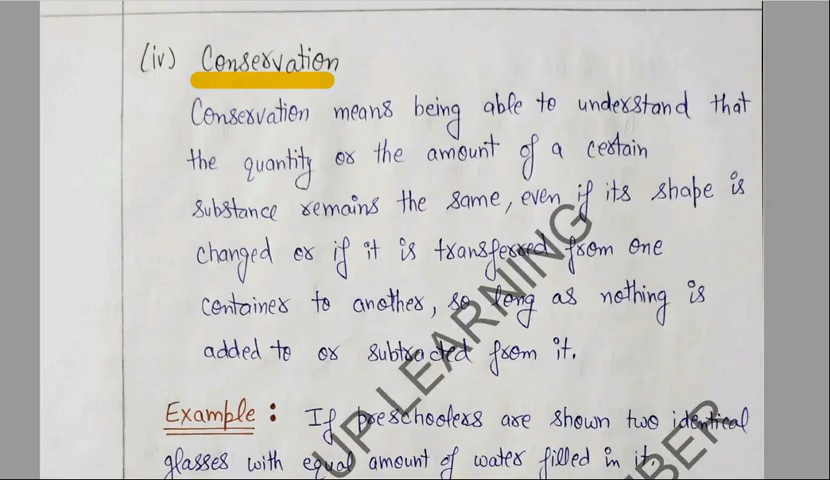 (iv) Conservation
Conservation means being able to understand that
the quantity or the amount of a certain
substance remains the same, even if its shape is
changed or if it is transferred from one
container to another, so long as nothing is
added to or subtracted from it.
Example : If preschoolers are shown two identical
glasses with equal amount of water filled in it.
UP LEARNING